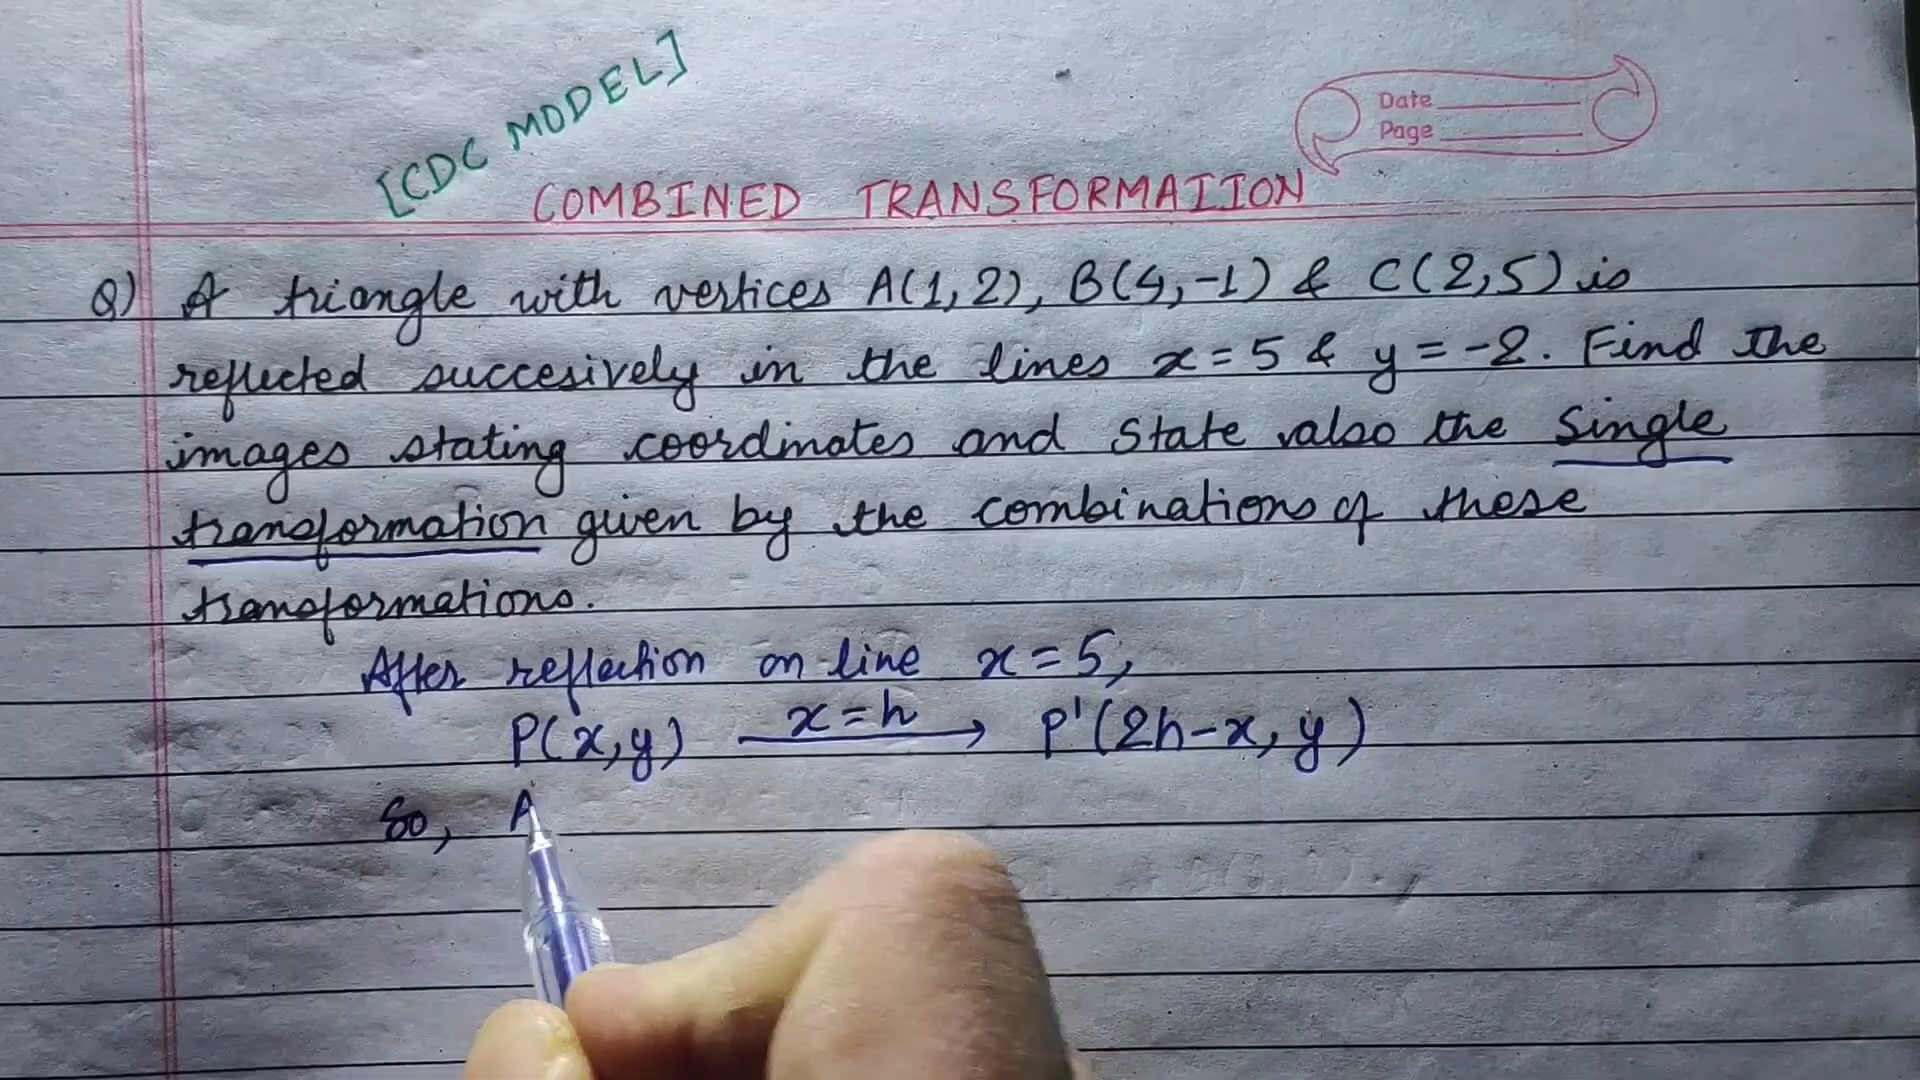 [CDC MODEL]
Date
Page
COMBINED TRANSFORMATION
Q) A triangle with vertices A(1,2), B(4,-1) & C(2,5) is
reflected succesively in the lines x=5 & y=-2. Find the
images stating coordinates and state also the single
transformation given by the combinations of these
transformations.
After reflection on line x=5,
P(x,y) x=h → P'(2h-x, y)
So, A